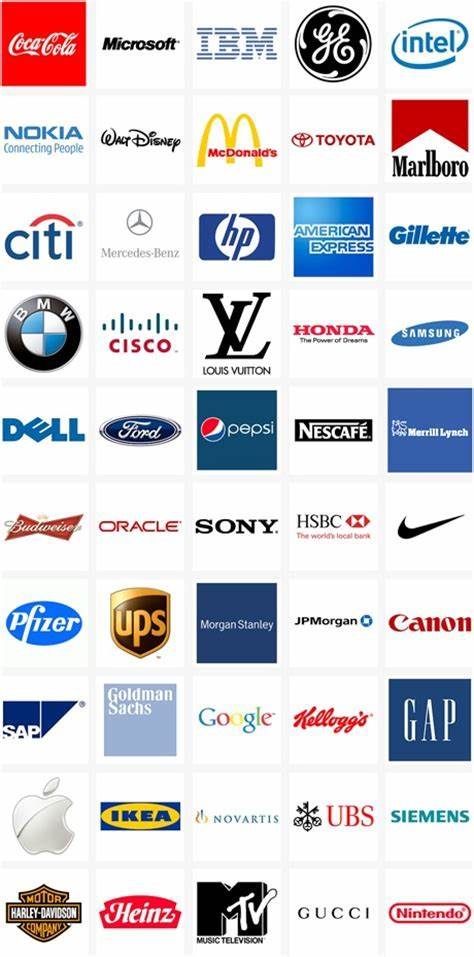 Coca-Cola
Microsoft
IBM
GE
intel
NOKIA
Connecting People
WALT DISNEY
McDonald's
TOYOTA
Marlboro
citi
Mercedes-Benz
hp
AMERICAN
EXPRESS
Gillette
BMW
CISCO
LV
LOUIS VUITTON
HONDA
The Power of Dreams
SAMSUNG
DELL
Ford
pepsi
NESCAFÉ
Merrill Lynch
Budweiser
ORACLE
SONY
HSBC
The world's local bank
Pfizer
ups
Morgan Stanley
JPMorgan
Canon
SAP
Goldman
Sachs
Google
Kellogg's
GAP
IKEA
NOVARTIS
UBS
SIEMENS
MOTOR
HARLEY-DAVIDSON
COMPANY
Heinz
MTV
MUSIC TELEVISION
GUCCI
Nintendo